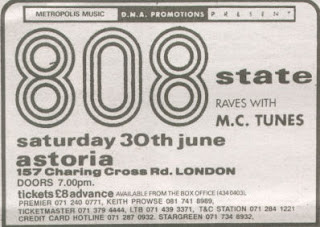 METROPOLIS MUSIC D.N.A. PROMOTIONS PRESENT
808 state
RAVES WITH
M.C. TUNES
saturday 30th june
astoria
157 Charing Cross Rd. LONDON
DOORS 7.00pm.
tickets £8 advance AVAILABLE FROM THE BOX OFFICE (434 0403),
PREMIER 071 240 0771, KEITH PROWSE 081 741 8989,
TICKETMASTER 071 379 4444, LTB 071 439 3371, T&C STATION 071 284 1221
CREDIT CARD HOTLINE 071 287 0932. STARGREEN 071 734 8932,